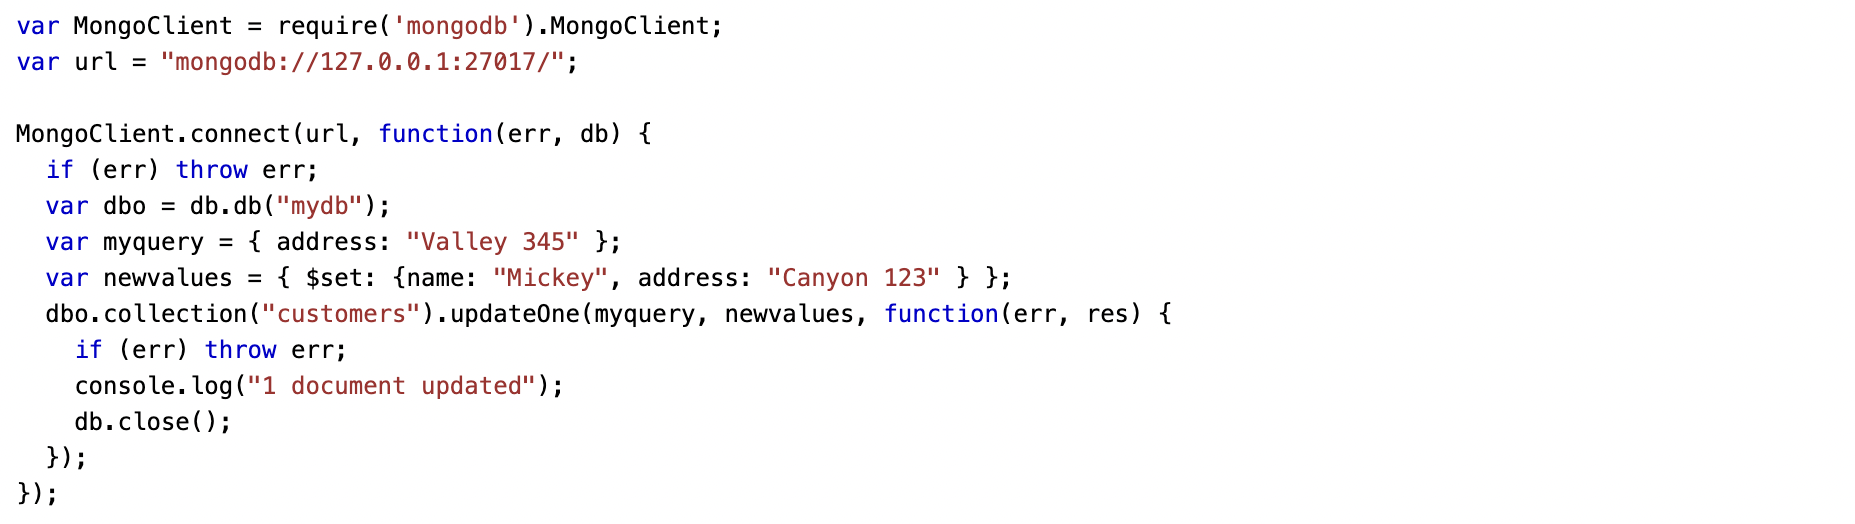 var MongoClient = require('mongodb').MongoClient;
var url = "mongodb://127.0.0.1:27017/";

MongoClient.connect(url, function(err, db) {
  if (err) throw err;
  var dbo = db.db("mydb");
  var myquery = { address: "Valley 345" };
  var newvalues = { $set: {name: "Mickey", address: "Canyon 123" } };
  dbo.collection("customers").updateOne(myquery, newvalues, function(err, res) {
    if (err) throw err;
    console.log("1 document updated");
    db.close();
  });
});